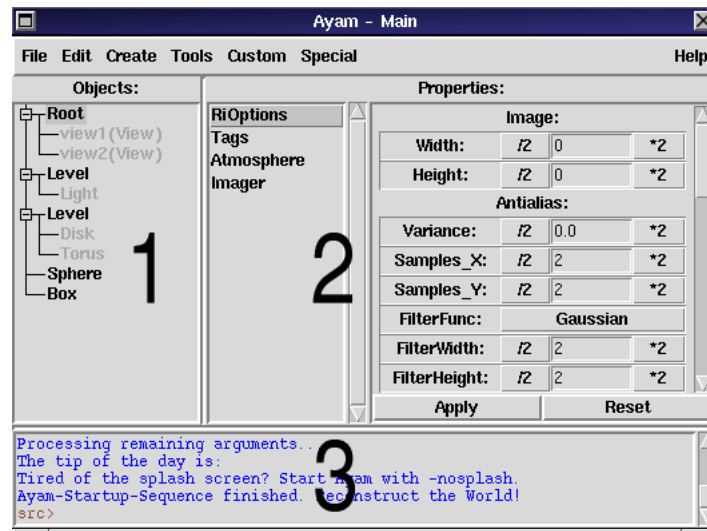 Ayam - Main
File Edit Create Tools Custom Special Help
Objects:
Root
view1(View)
view2(View)
Level
Light
Level
Disk
Torus
Sphere
Box
1
Properties:
RiOptions
Tags
Atmosphere
Imager
2
Image:
Width: /2 0 *2
Height: /2 0 *2
Antialias:
Variance: /2 0.0 *2
Samples_X: /2 2 *2
Samples_Y: /2 2 *2
FilterFunc: Gaussian
FilterWidth: /2 2 *2
FilterHeight: /2 2 *2
Apply Reset
Processing remaining arguments..
The tip of the day is:
Tired of the splash screen? Start Ayam with -nosplash.
Ayam-Startup-Sequence finished. Reconstruct the World!
src>
3